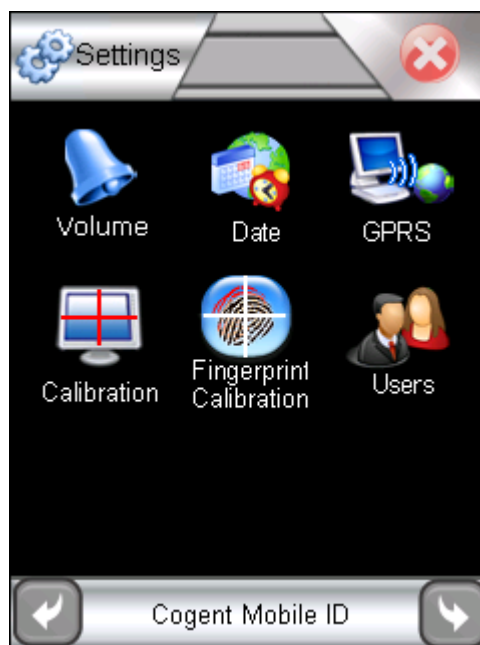 Settings
Volume
Date
GPRS
Calibration
Fingerprint
Calibration
Users
Cogent Mobile ID